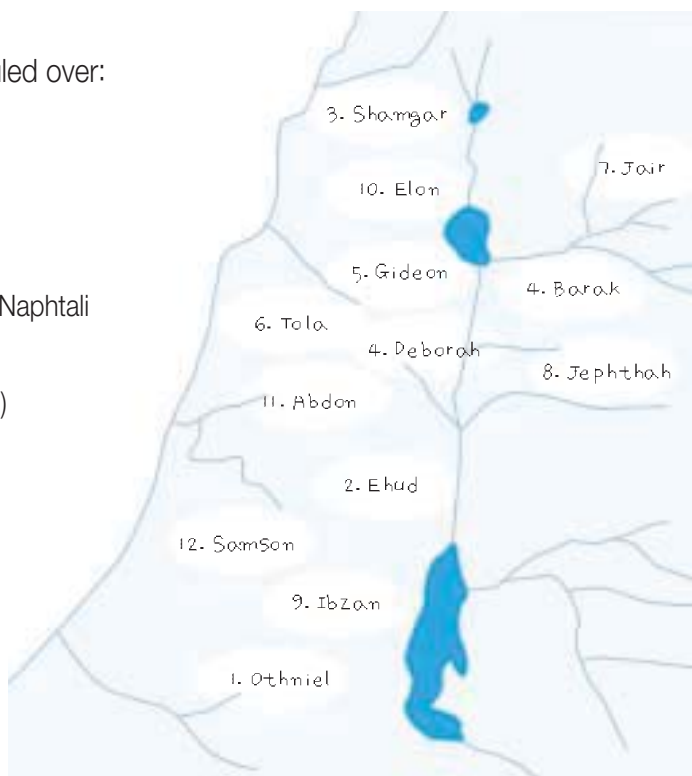 led over:
Naphtali
)
3. Shamgar
7. Jair
10. Elon
5. Gideon
4. Barak
6. Tola
4. Deborah
8. Jephthah
11. Abdon
2. Ehud
12. Samson
9. Ibzan
1. Othniel